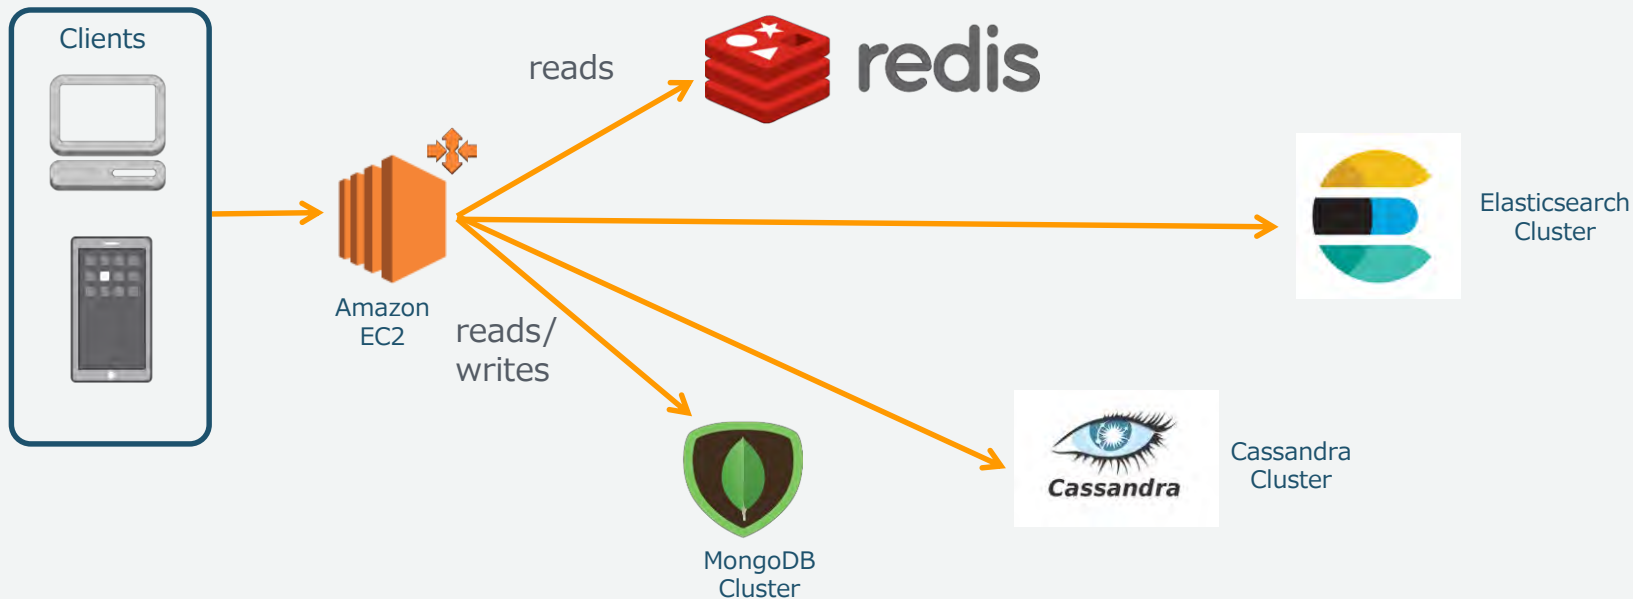 Clients
reads
redis
Amazon
EC2
reads/
writes
Elasticsearch
Cluster
Cassandra
Cassandra
Cluster
MongoDB
Cluster